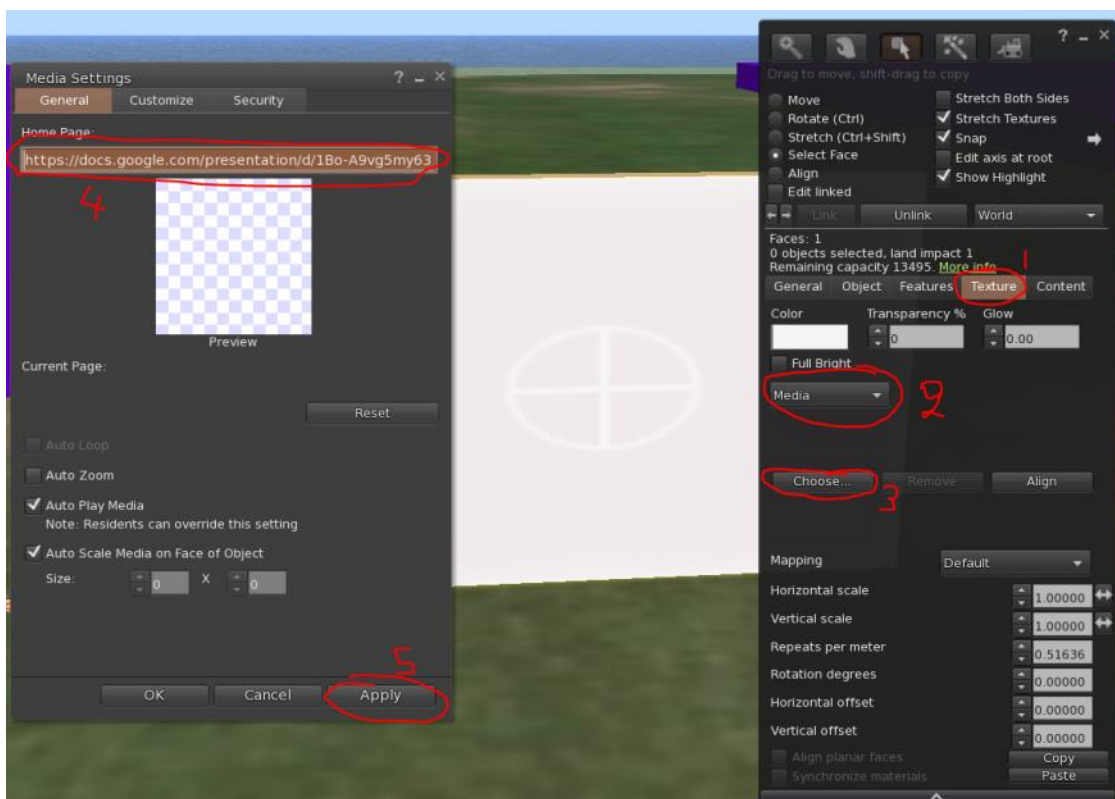 Media Settings ? – ×
General Customize Security
Home Page:
https://docs.google.com/presentation/d/1Bo-A9vg5my63
4
Preview
Current Page:
Reset
Auto Loop
Auto Zoom
Auto Play Media
Note: Residents can override this setting
Auto Scale Media on Face of Object
Size: 0 X 0
5
OK Cancel Apply
? – ×
Drag to move, shift-drag to copy
Move Stretch Both Sides
Rotate (Ctrl) Stretch Textures
Stretch (Ctrl+Shift) Snap
Select Face Edit axis at root
Align Show Highlight
Edit linked
Link Unlink World
Faces: 1
0 objects selected, land impact 1
Remaining capacity 13495. More info
1
General Object Features Texture Content
Color Transparency % Glow
0 0.00
Full Bright
Media 2
Choose... Remove Align
3
Mapping Default
Horizontal scale 1.00000
Vertical scale 1.00000
Repeats per meter 0.51636
Rotation degrees 0.00000
Horizontal offset 0.00000
Vertical offset 0.00000
Align planar faces Copy
Synchronize materials Paste